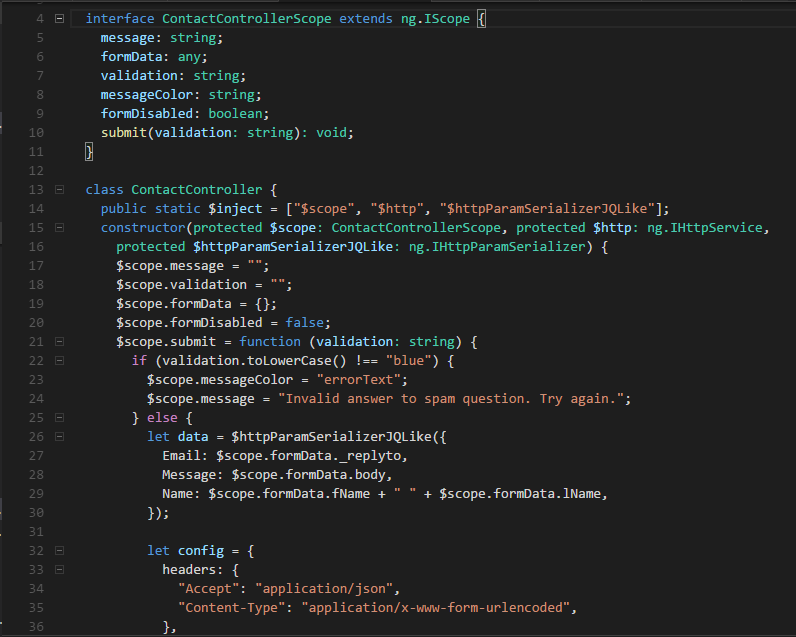 4 interface ContactControllerScope extends ng.IScope {
5 message: string;
6 formData: any;
7 validation: string;
8 messageColor: string;
9 formDisabled: boolean;
10 submit(validation: string): void;
11 }
12
13 class ContactController {
14 public static $inject = ["$scope", "$http", "$httpParamSerializerJQLike"];
15 constructor(protected $scope: ContactControllerScope, protected $http: ng.IHttpService,
16 protected $httpParamSerializerJQLike: ng.IHttpParamSerializer) {
17 $scope.message = "";
18 $scope.validation = "";
19 $scope.formData = {};
20 $scope.formDisabled = false;
21 $scope.submit = function (validation: string) {
22 if (validation.toLowerCase() !== "blue") {
23 $scope.messageColor = "errorText";
24 $scope.message = "Invalid answer to spam question. Try again.";
25 } else {
26 let data = $httpParamSerializerJQLike({
27 Email: $scope.formData._replyto,
28 Message: $scope.formData.body,
29 Name: $scope.formData.fName + " " + $scope.formData.lName,
30 });
31
32 let config = {
33 headers: {
34 "Accept": "application/json",
35 "Content-Type": "application/x-www-form-urlencoded",
36 },